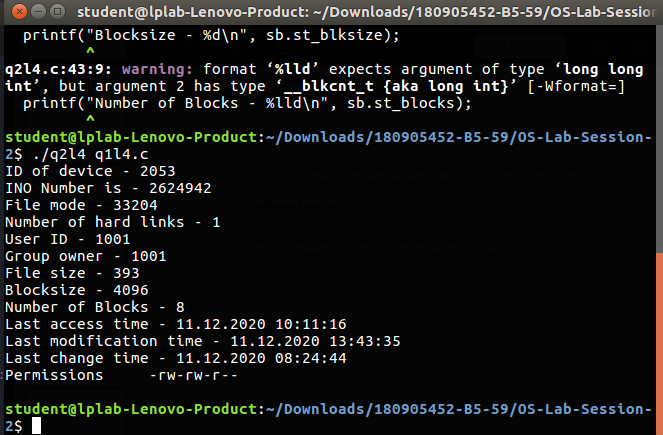 student@lplab-Lenovo-Product: ~/Downloads/180905452-B5-59/OS-Lab-Session
printf("Blocksize - %d\n", sb.st_blksize);
^
q2l4.c:43:9: warning: format ‘%lld’ expects argument of type ‘long long
int’, but argument 2 has type ‘__blkcnt_t {aka long int}’ [-Wformat=]
printf("Number of Blocks - %lld\n", sb.st_blocks);
^
student@lplab-Lenovo-Product:~/Downloads/180905452-B5-59/OS-Lab-Session-
2$ ./q2l4 q1l4.c
ID of device - 2053
INO Number is - 2624942
File mode - 33204
Number of hard links - 1
User ID - 1001
Group owner - 1001
File size - 393
Blocksize - 4096
Number of Blocks - 8
Last access time - 11.12.2020 10:11:16
Last modification time - 11.12.2020 13:43:35
Last change time - 11.12.2020 08:24:44
Permissions     -rw-rw-r--
student@lplab-Lenovo-Product:~/Downloads/180905452-B5-59/OS-Lab-Session-
2$